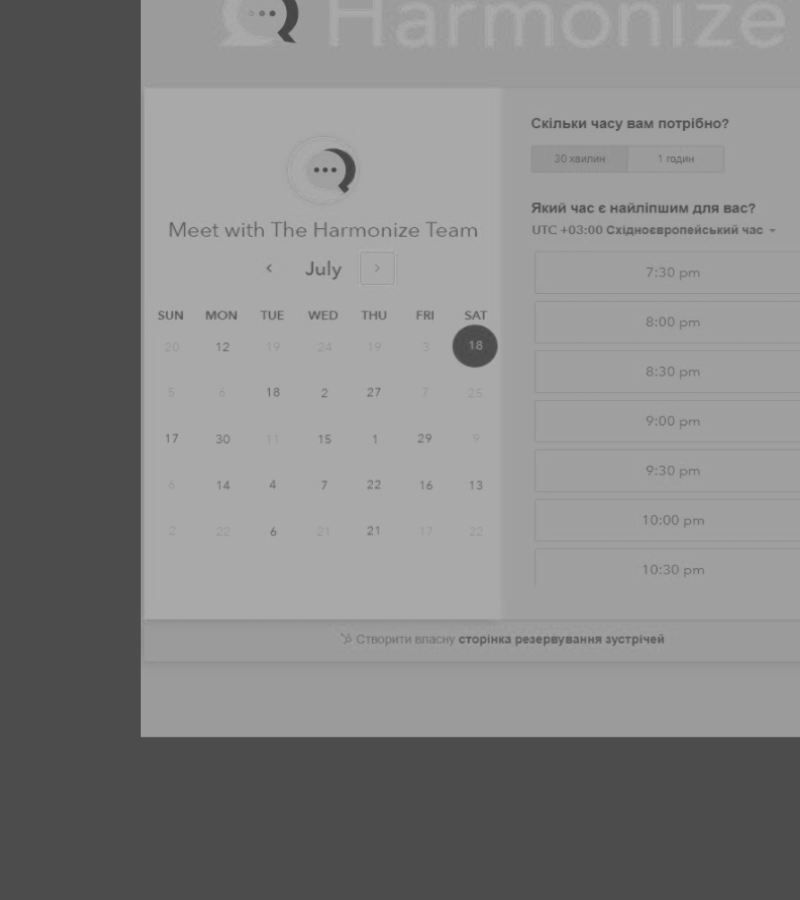 Harmonize
Meet with The Harmonize Team
July
SUN MON TUE WED THU FRI SAT
20 12 19 24 19 3 18
5 6 18 2 27 7 25
17 30 11 15 1 29 9
6 14 4 7 22 16 13
2 22 6 21 21 17 22
Скільки часу вам потрібно?
30 хвилин 1 годин
Який час є найліпшим для вас?
UTC +03:00 Східноєвропейський час
7:30 pm
8:00 pm
8:30 pm
9:00 pm
9:30 pm
10:00 pm
10:30 pm
Створити власну сторінка резервування зустрічей